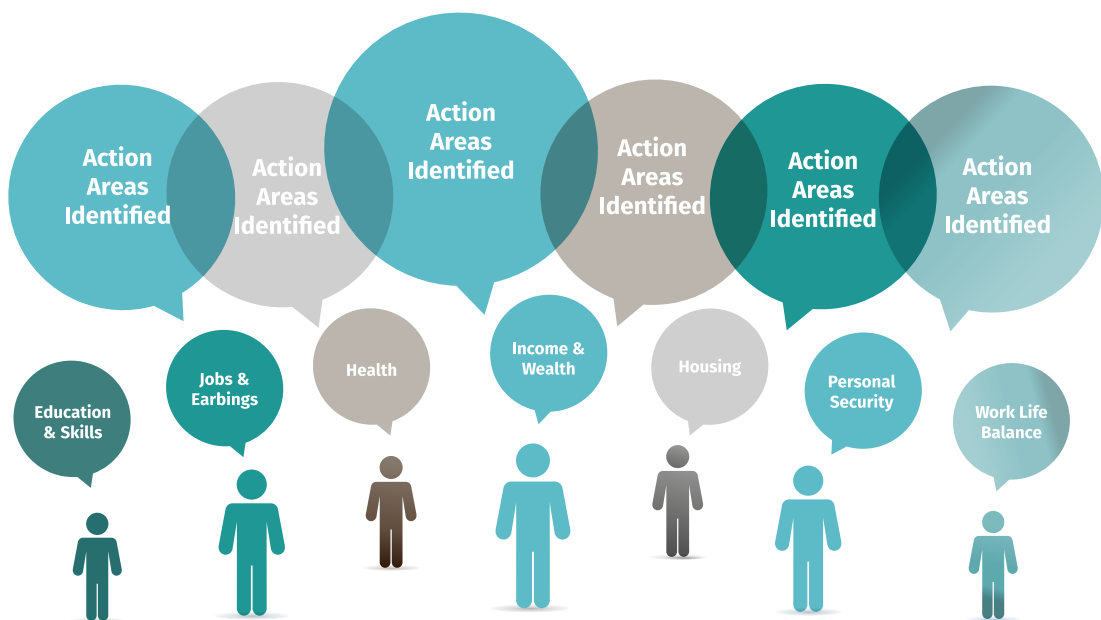 Action
Areas
Identified
Action
Areas
Identified
Action
Areas
Identified
Action
Areas
Identified
Action
Areas
Identified
Action
Areas
Identified
Education
& Skills
Jobs &
Earbings
Health
Income &
Wealth
Housing
Personal
Security
Work Life
Balance